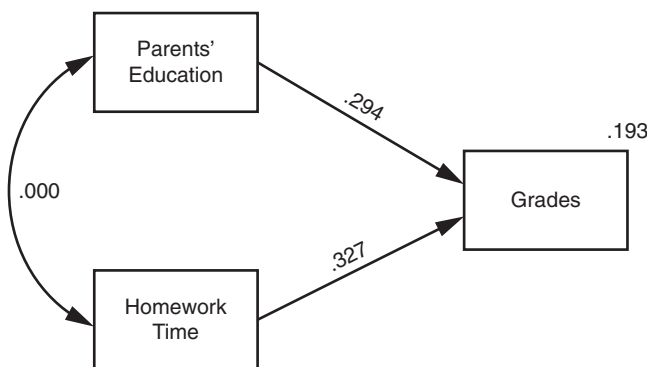 Parents'
Education
.294
.193
.000
Grades
.327
Homework
Time